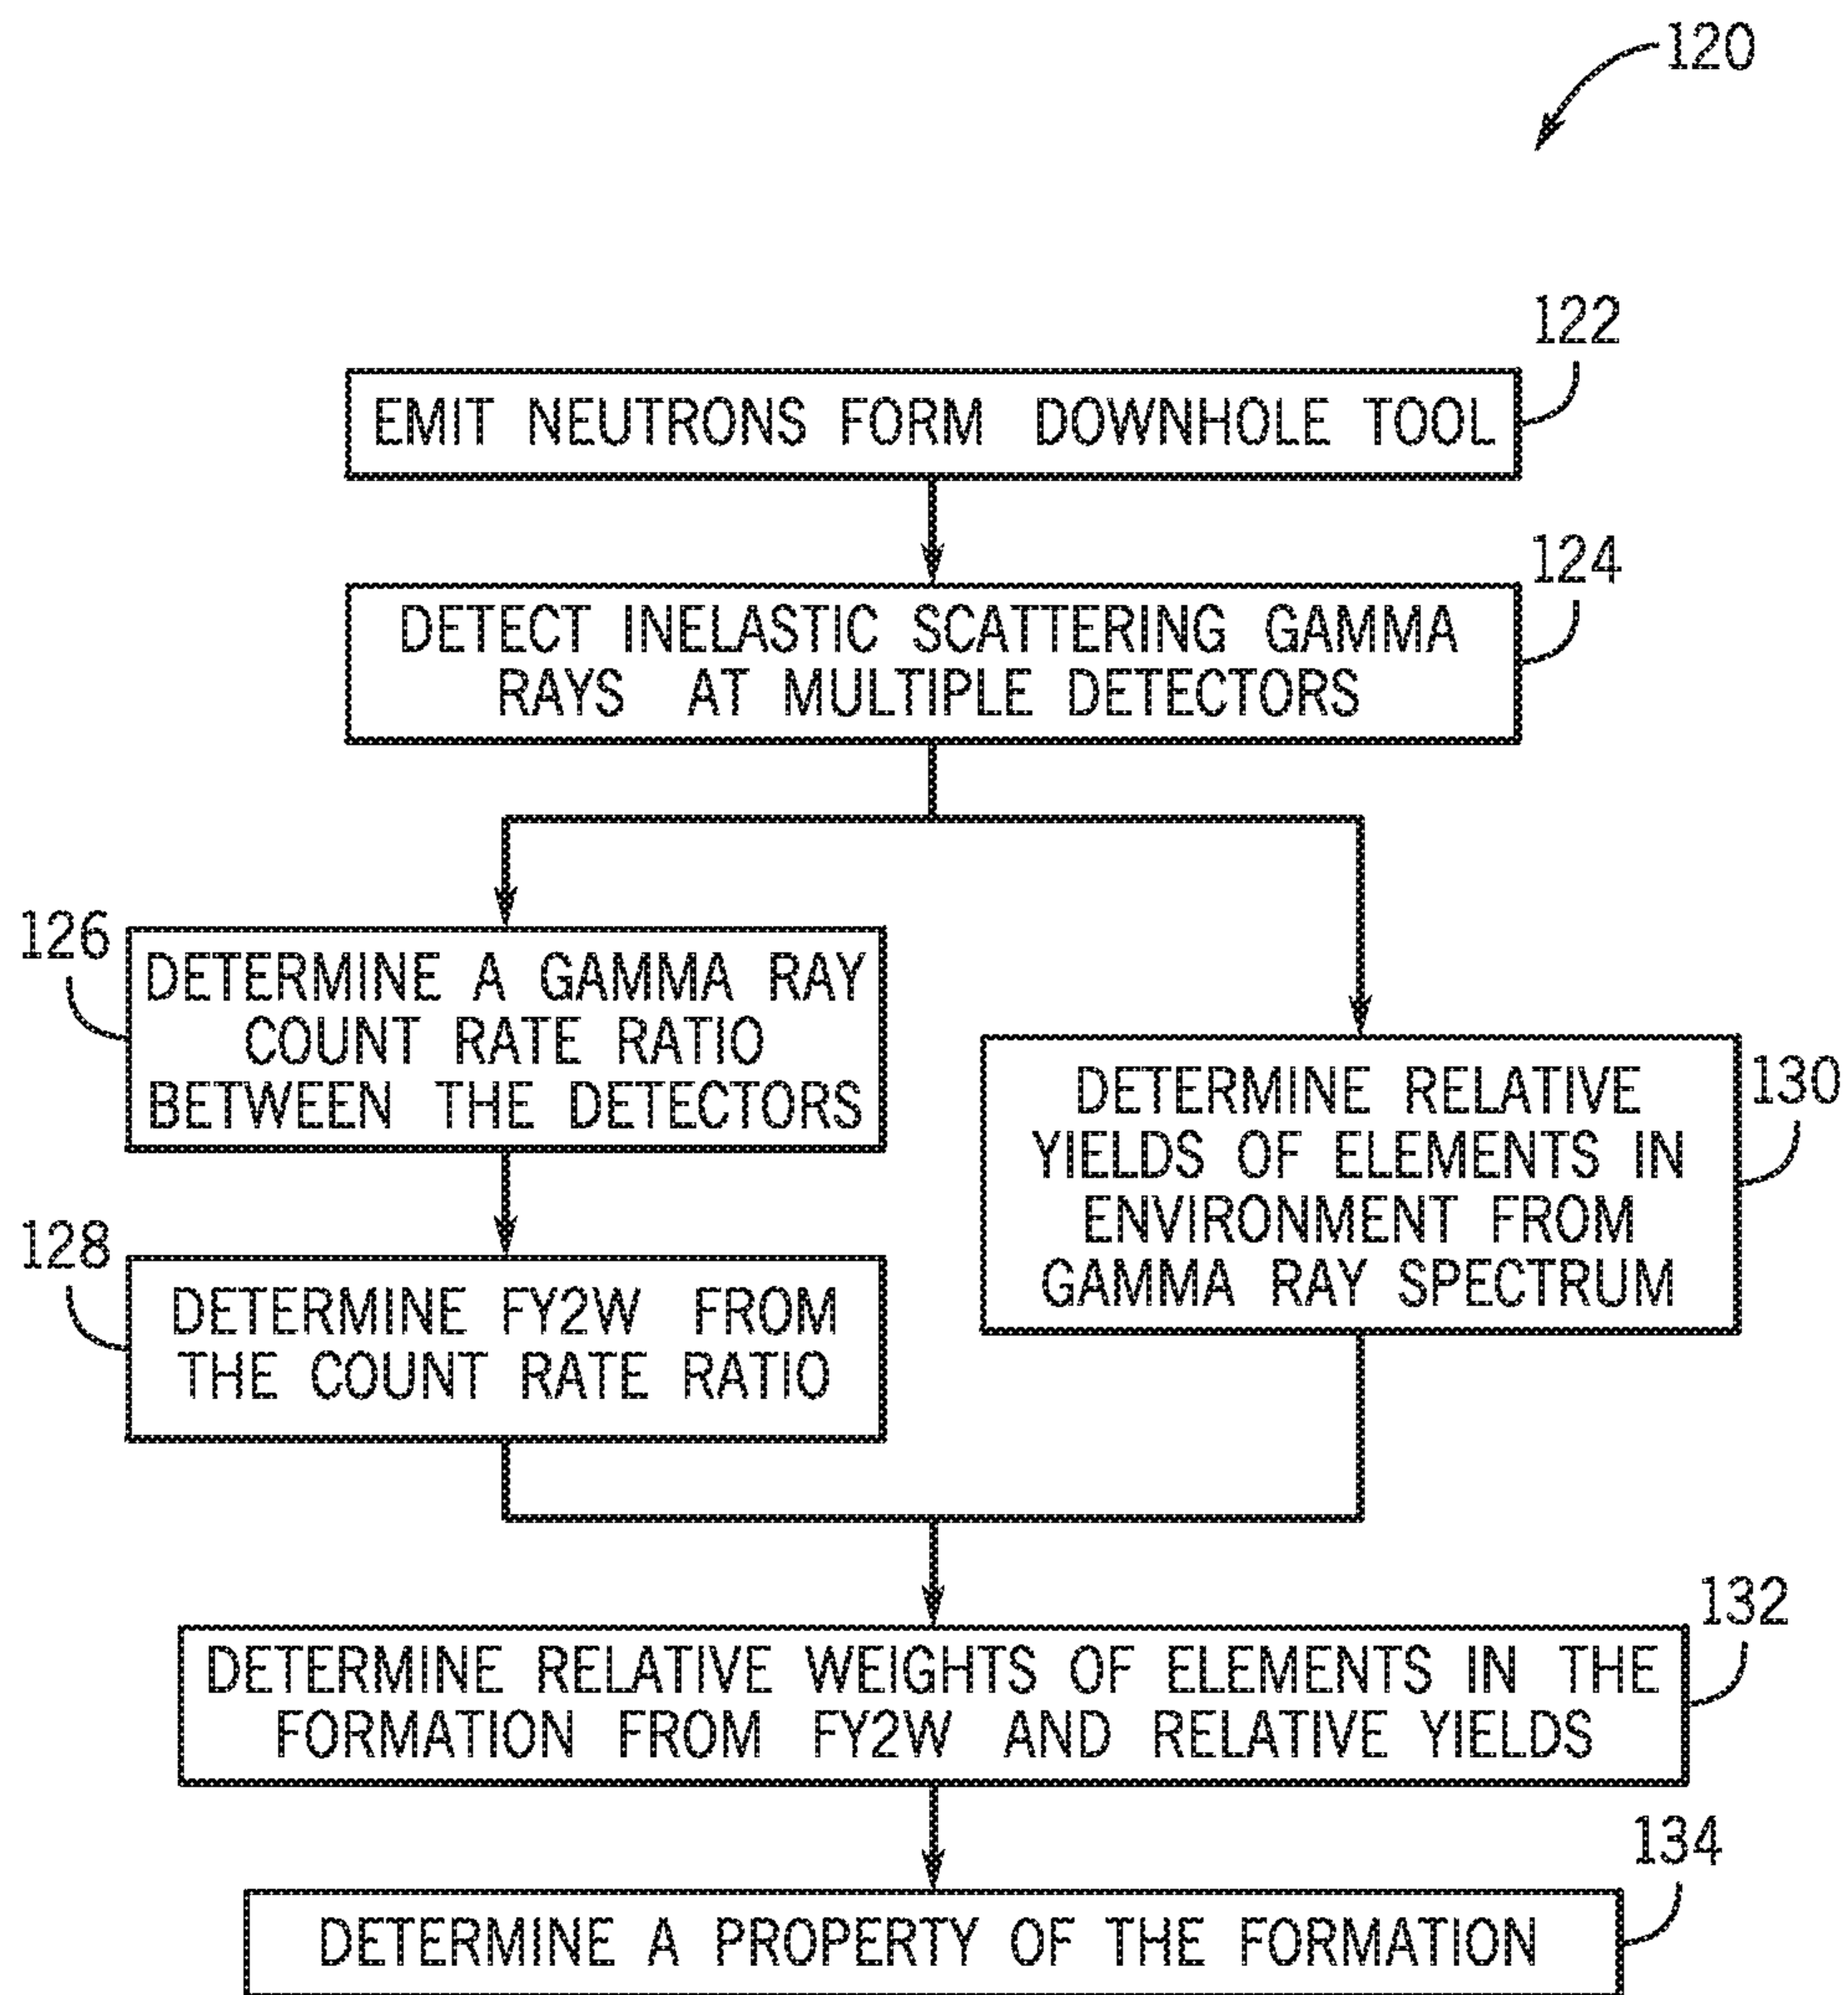 120
122
EMIT NEUTRONS FORM DOWNHOLE TOOL
124
DETECT INELASTIC SCATTERING GAMMA
RAYS AT MULTIPLE DETECTORS
126
DETERMINE A GAMMA RAY
COUNT RATE RATIO
BETWEEN THE DETECTORS
128
DETERMINE FY2W FROM
THE COUNT RATE RATIO
130
DETERMINE RELATIVE
YIELDS OF ELEMENTS IN
ENVIRONMENT FROM
GAMMA RAY SPECTRUM
132
DETERMINE RELATIVE WEIGHTS OF ELEMENTS IN THE
FORMATION FROM FY2W AND RELATIVE YIELDS
134
DETERMINE A PROPERTY OF THE FORMATION